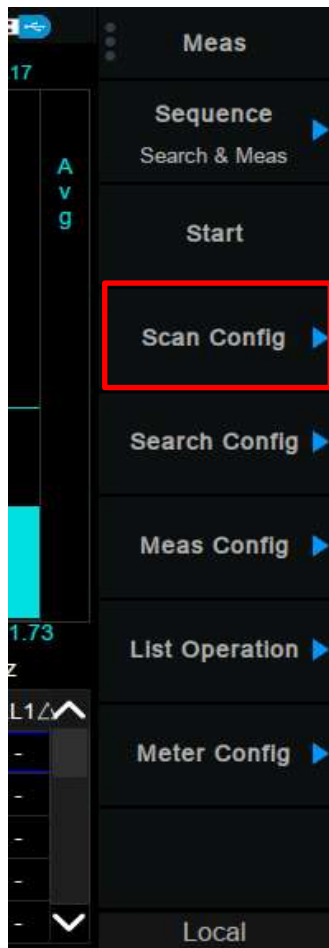 Meas
17
Sequence
Search & Meas
Avg
Start
Scan Config
Search Config
Meas Config
1.73
z
List Operation
L1△
-
Meter Config
-
-
-
-
Local